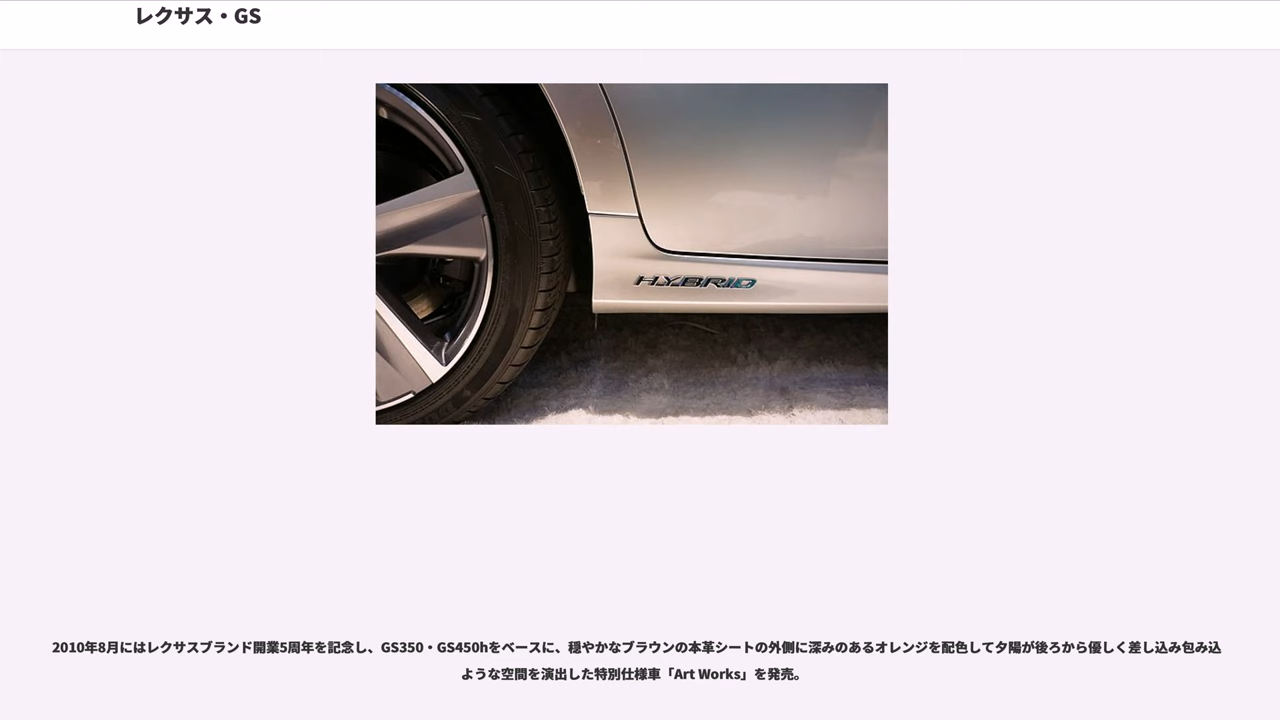 レクサス・GS
HYBRID
2010年8月にはレクサスブランド開業5周年を記念し、GS350・GS450hをベースに、穏やかなブラウンの本革シートの外側に深みのあるオレンジを配色して夕陽が後ろから優しく差し込み包み込
ような空間を演出した特別仕様車「Art Works」を発売。